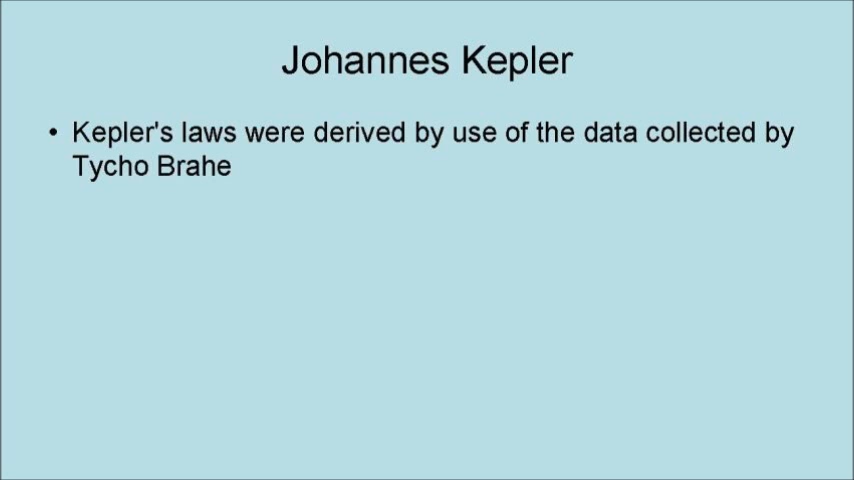 Johannes Kepler
• Kepler's laws were derived by use of the data collected by
Tycho Brahe